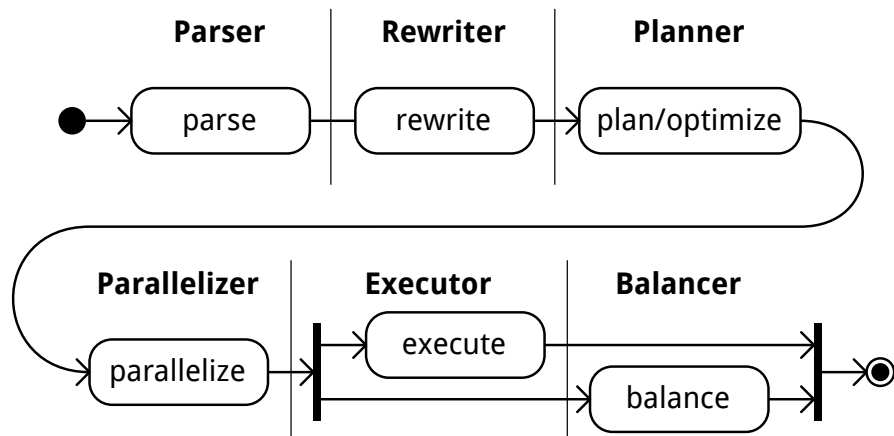 Parser Rewriter Planner
parse rewrite plan/optimize
Parallelizer Executor Balancer
execute
parallelize
balance